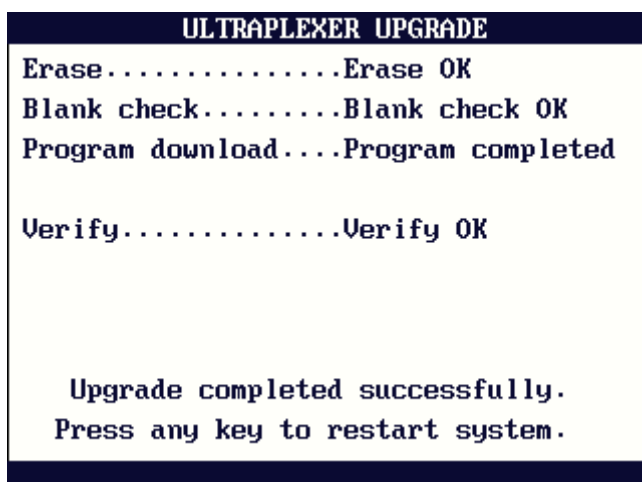 ULTRAPLEXER UPGRADE
Erase...............Erase OK
Blank check.........Blank check OK
Program download....Program completed
Verify..............Verify OK
Upgrade completed successfully.
Press any key to restart system.